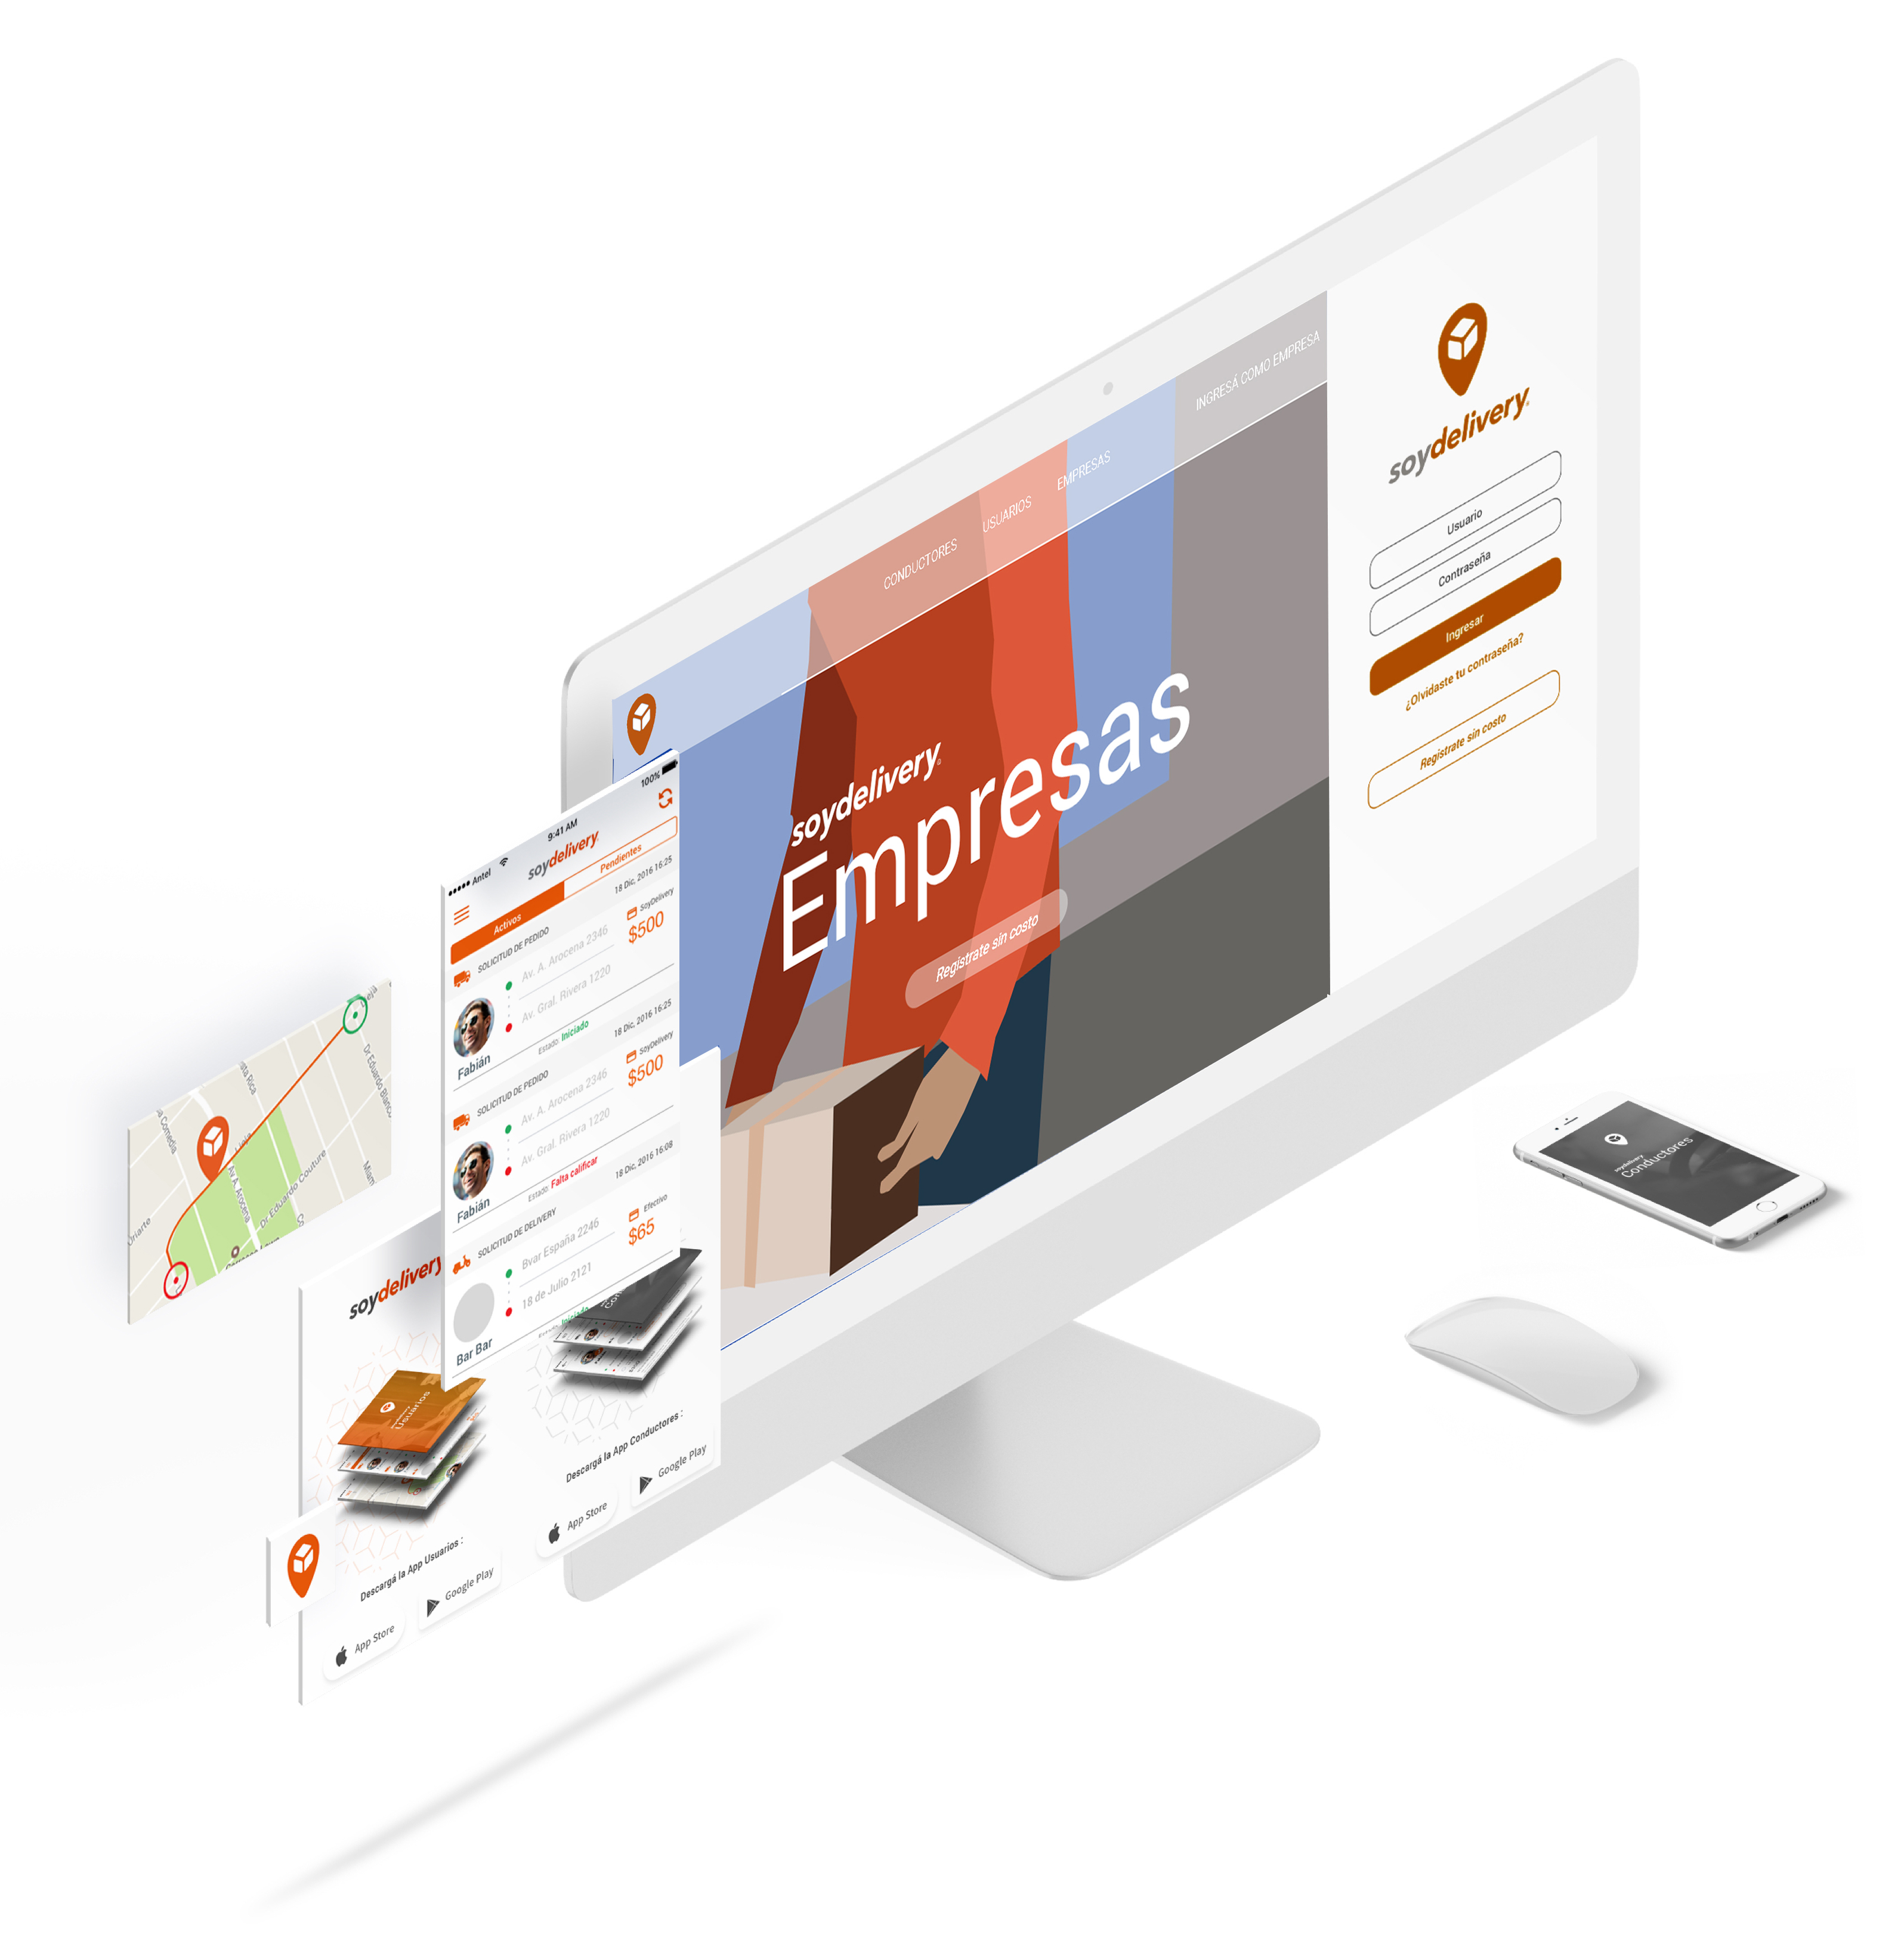 INGRESÁ COMO EMPRESA
EMPRESAS
USUARIOS
CONDUCTORES
soydelivery
Empresas
Registrate sin costo
soydelivery
Usuario
Contraseña
Ingresar
¿Olvidaste tu contraseña?
Registrate sin costo
Antel
9:41 AM
100%
soydelivery
Activos
Pendientes
SOLICITUD DE PEDIDO
18 Dic. 2016 16:25
Av. A. Arocena 2346
SoyDelivery
$500
Av. Gral. Rivera 1220
Fabián
Estado: Iniciado
SOLICITUD DE PEDIDO
18 Dic. 2016 16:25
Av. A. Arocena 2346
SoyDelivery
$500
Av. Gral. Rivera 1220
Fabián
Estado: Falta calificar
SOLICITUD DE DELIVERY
18 Dic. 2016 16:08
Bvar España 2246
Efectivo
$65
18 de Julio 2121
Bar Bar
Iniciado
Dr Eduardo Blanco
Av A. Arocena
Dr Eduardo Couture
soydelivery
Usuarios
Descargá la App Usuarios :
App Store
Google Play
Descargá la App Conductores :
App Store
Google Play
soydelivery
Conductores